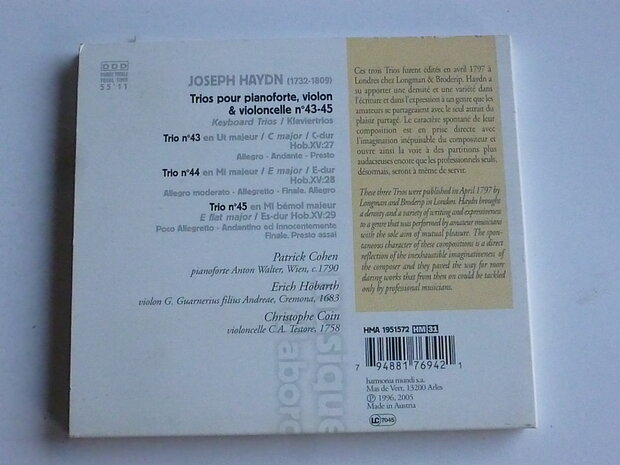 DDD
55'11
JOSEPH HAYDN (1732-1809)
Trios pour pianoforte, violon
& violoncelle n°43-45
Keyboard Trios / Klaviertrios
Trio n°43 en Ut majeur / C major / C-dur
Hob.XV:27
Allegro - Andante - Presto
Trio n°44 en Mi majeur / E major / E-dur
Hob.XV:28
Allegro moderato - Allegretto - Finale. Allegro
Trio n°45 en Mi bémol majeur
E flat major / Es-dur Hob.XV:29
Poco Allegretto - Andantino ed innocentemente
Finale. Presto assai
Patrick Cohen
pianoforte Anton Walter, Wien, c.1790
Erich Höbarth
violon G. Guarnerius filius Andreae, Cremona, 1683
Christophe Coin
violoncelle C.A. Testore, 1758
Ces trois Trios furent édités en avril 1797 à
Londres chez Longman & Broderip. Haydn a
su apporter une densité et une variété dans
l'écriture et dans l'expression à un genre que les
amateurs se partageaient avec le seul attrait du
plaisir partagé. Le caractère spontané de leur
composition est en prise directe avec
l'imagination inépuisable du compositeur et
ouvre ainsi la voie à des partitions plus
audacieuses encore que les professionnels seuls,
désormais, seront à même de servir.
These three Trios were published in April 1797 by
Longman and Broderip in London. Haydn brought
a density and a variety of writing and expressiveness
to a genre that was performed by amateur musicians
with the sole aim of mutual pleasure. The spon-
taneous character of these compositions is a direct
reflection of the inexhaustible imaginativeness of
the composer and they paved the way for more
daring works that from then on could be tackled
only by professional musicians.
HMA 1951572 HM 31
7 94881 76942 1
harmonia mundi s.a.
Mas de Vert, 13200 Arles
℗ 1996, 2005
Made in Austria
LC 7045
sique
abord